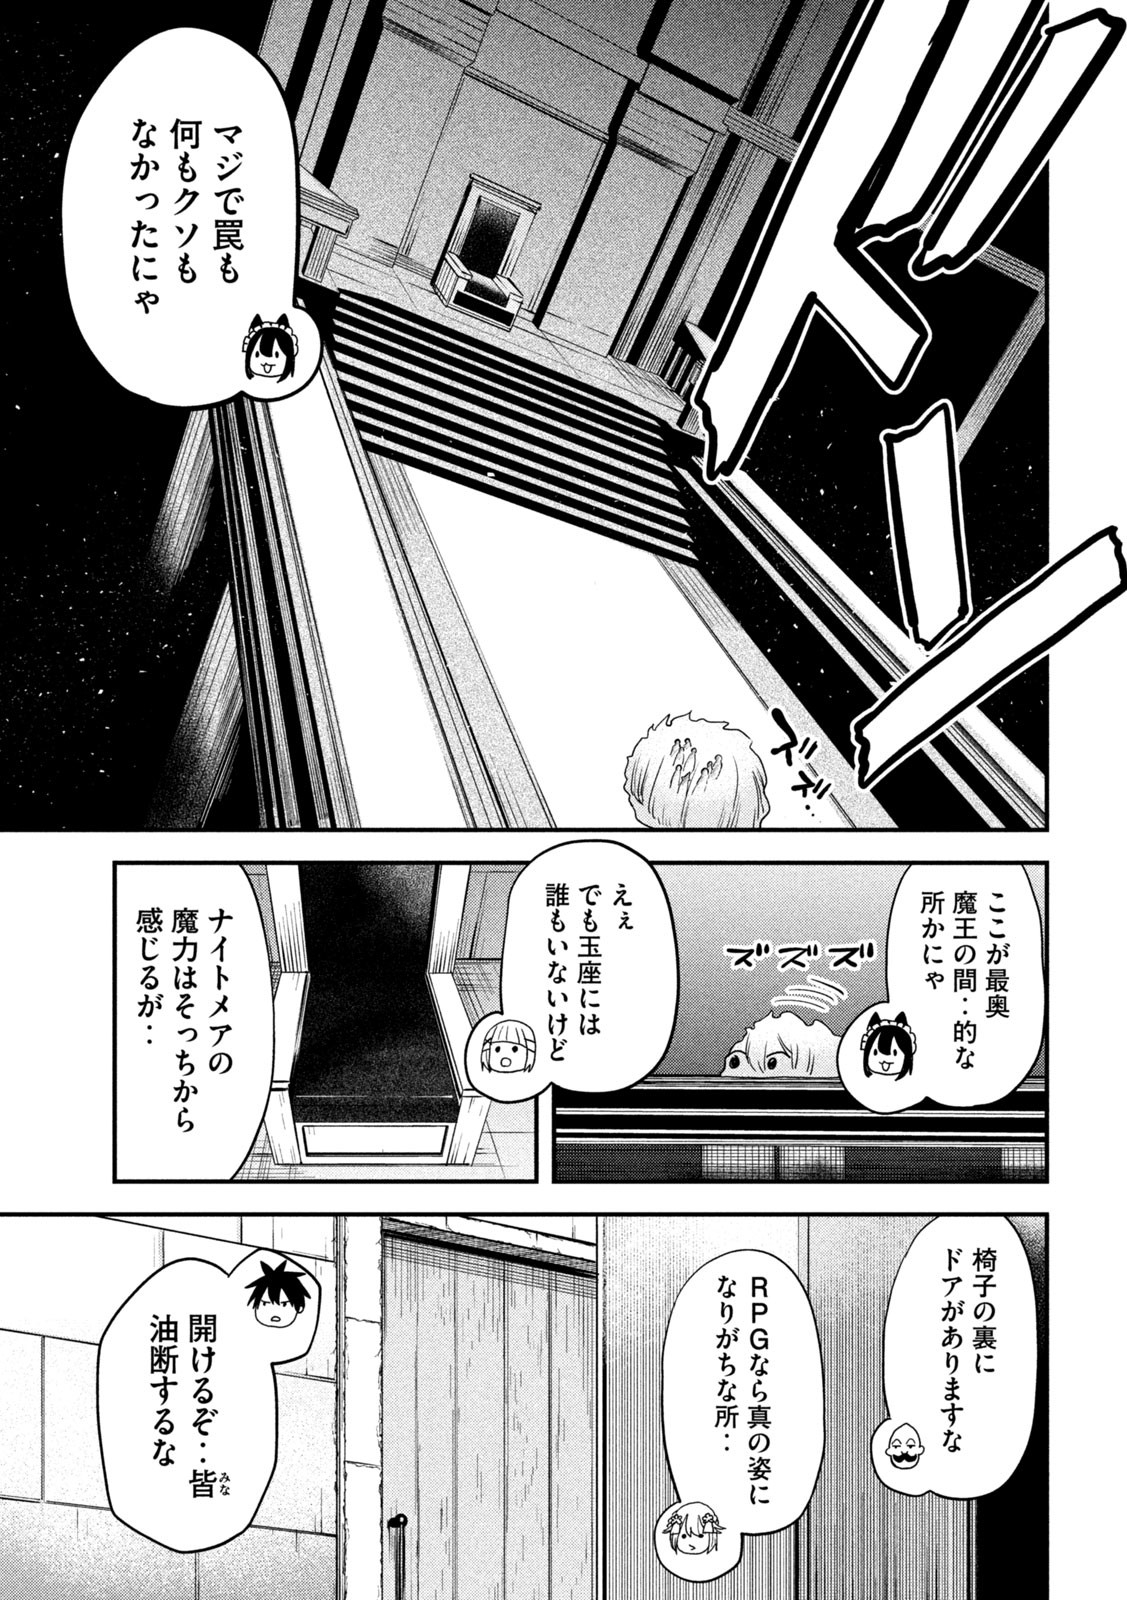 マジで罠も
何もクソも
なかったにゃ
ドーン
ズズ‥
ここが最奥
魔王の間‥的な
所かにゃ
ズズズ
えぇ
でも玉座には
誰もいないけど
ナイトメアの
魔力はそっちから
感じるが‥
椅子の裏に
ドアがありますな
RPGなら真の姿に
なりがちな所‥
開けるぞ‥皆
みな
油断するな